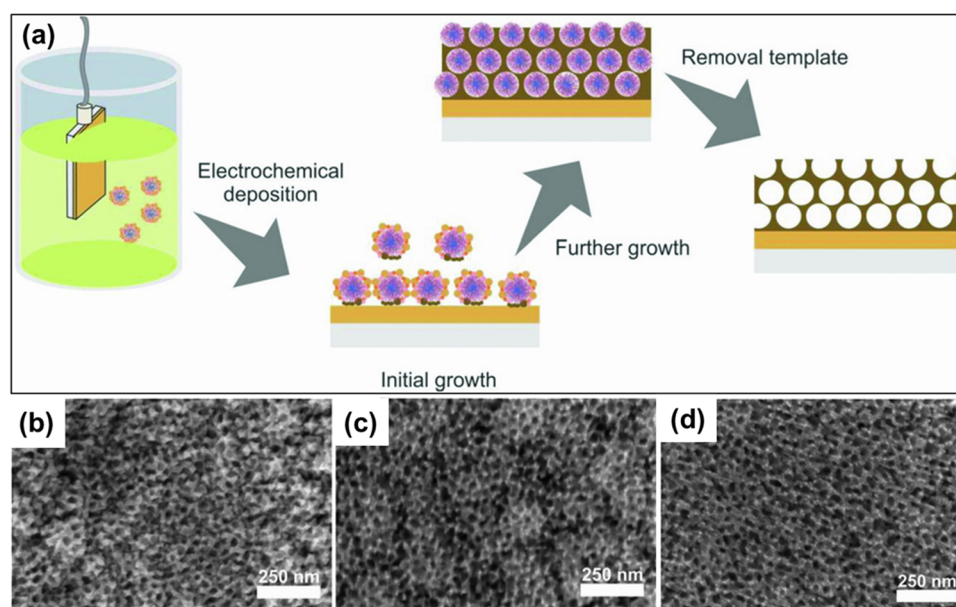 (a)
Removal template
Electrochemical
deposition
Further growth
Initial growth
(b)
(c)
(d)
250 nm
250 nm
250 nm